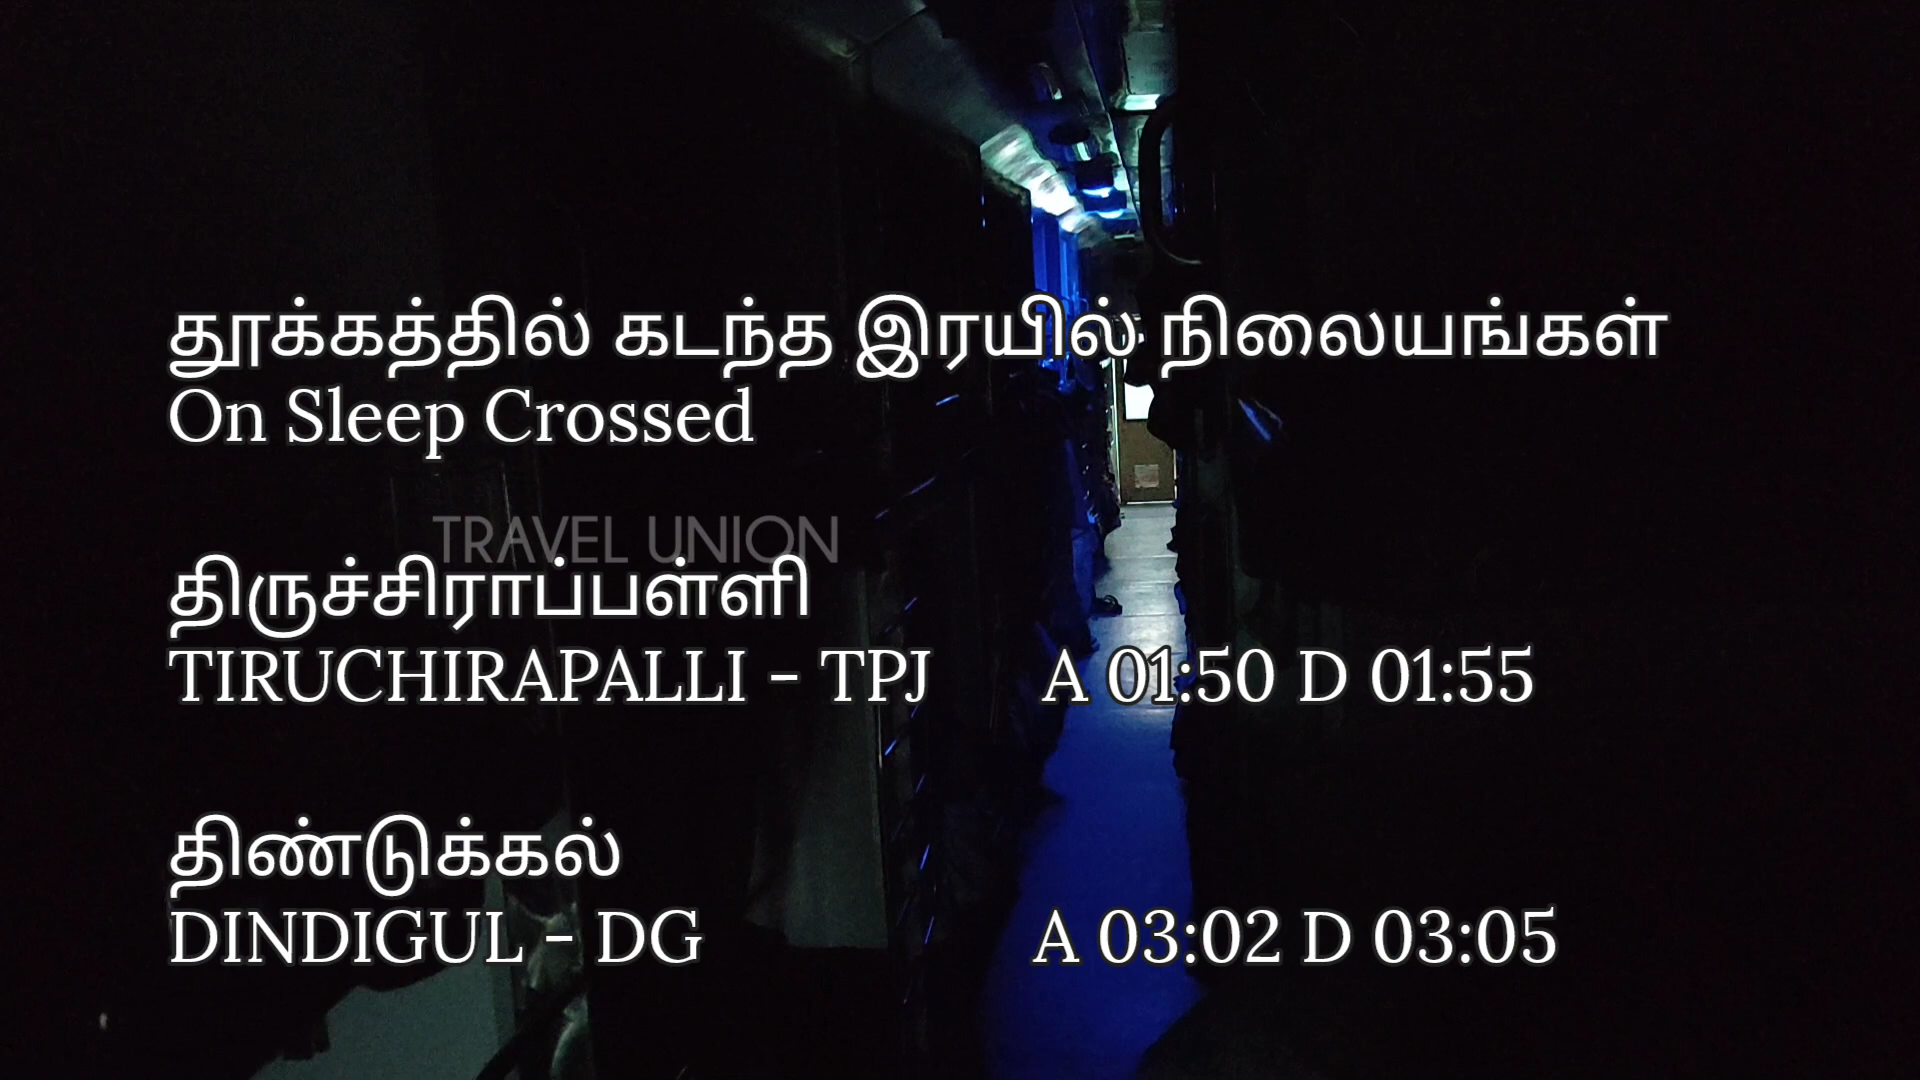 தூக்கத்தில் கடந்த இரயில் நிலையங்கள்
On Sleep Crossed
TRAVEL UNION
திருச்சிராப்பள்ளி
TIRUCHIRAPALLI - TPJ A 01:50 D 01:55
திண்டுக்கல்
DINDIGUL - DG A 03:02 D 03:05